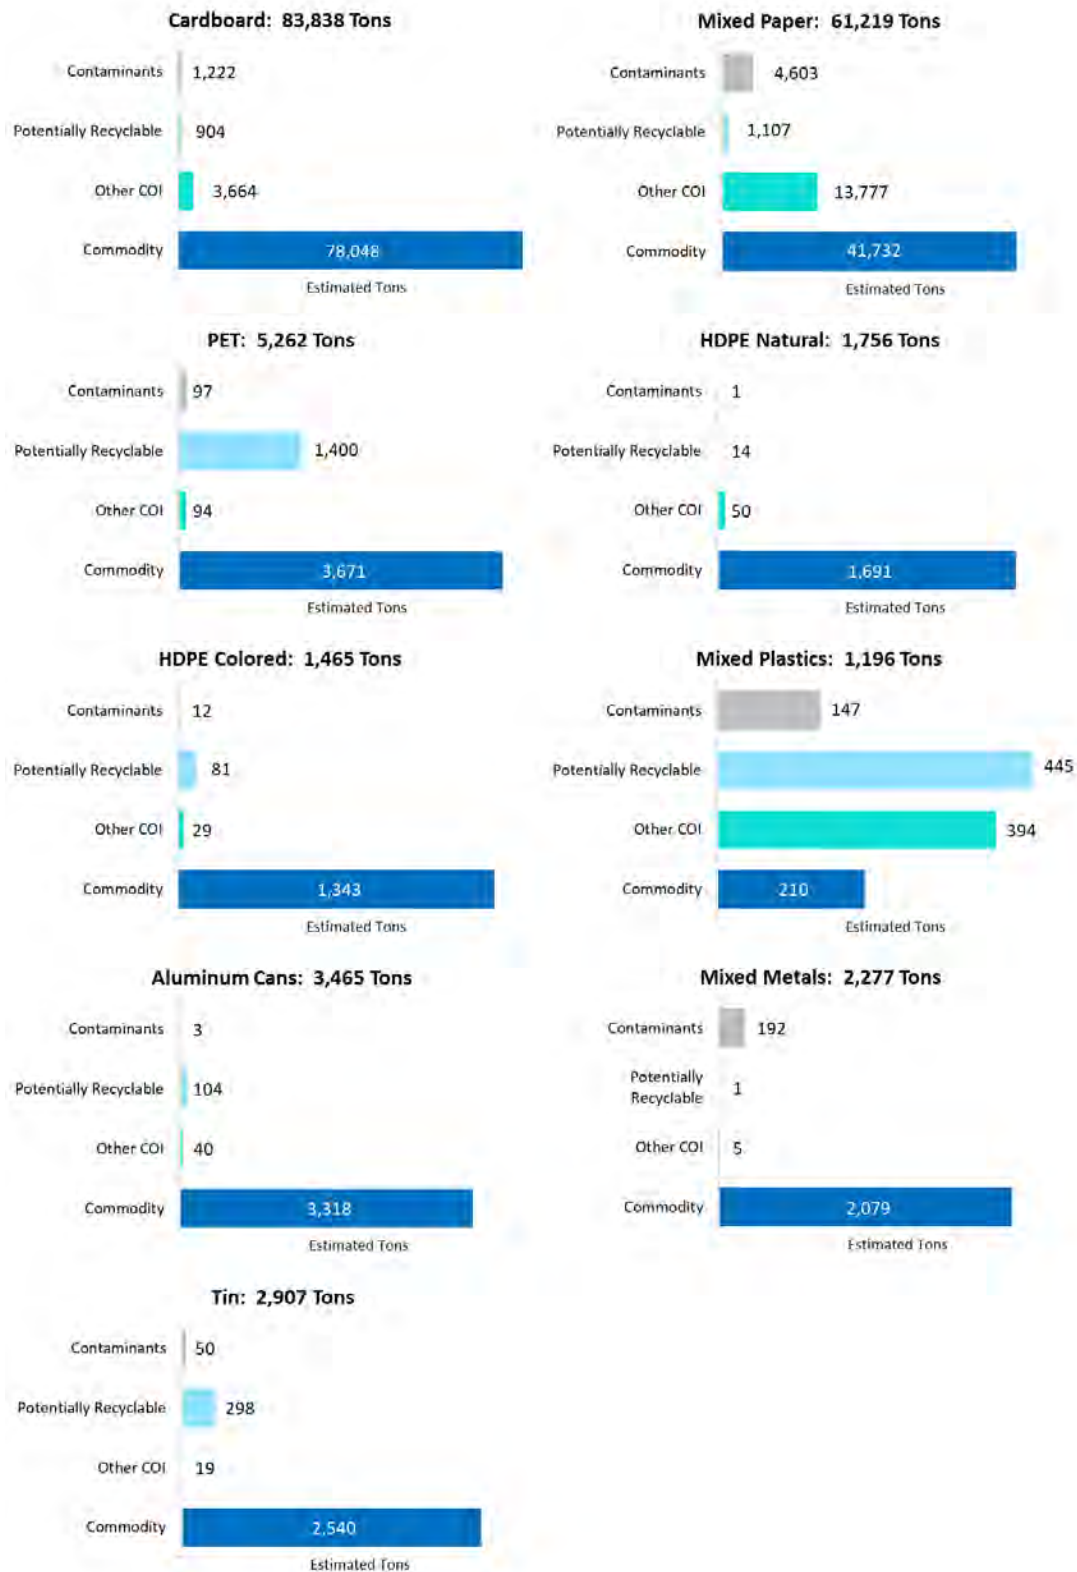 Cardboard: 83,838 Tons
Contaminants 1,222
Potentially Recyclable 904
Other COI 3,664
Commodity 78,048
Estimated Tons
Mixed Paper: 61,219 Tons
Contaminants 4,603
Potentially Recyclable 1,107
Other COI 13,777
Commodity 41,732
Estimated Tons
PET: 5,262 Tons
Contaminants 97
Potentially Recyclable 1,400
Other COI 94
Commodity 3,671
Estimated Tons
HDPE Natural: 1,756 Tons
Contaminants 1
Potentially Recyclable 14
Other COI 50
Commodity 1,691
Estimated Tons
HDPE Colored: 1,465 Tons
Contaminants 12
Potentially Recyclable 81
Other COI 29
Commodity 1,343
Estimated Tons
Mixed Plastics: 1,196 Tons
Contaminants 147
Potentially Recyclable 445
Other COI 394
Commodity 210
Estimated Tons
Aluminum Cans: 3,465 Tons
Contaminants 3
Potentially Recyclable 104
Other COI 40
Commodity 3,318
Estimated Tons
Mixed Metals: 2,277 Tons
Contaminants 192
Potentially
Recyclable 1
Other COI 5
Commodity 2,079
Estimated Tons
Tin: 2,907 Tons
Contaminants 50
Potentially Recyclable 298
Other COI 19
Commodity 2,540
Estimated Tons